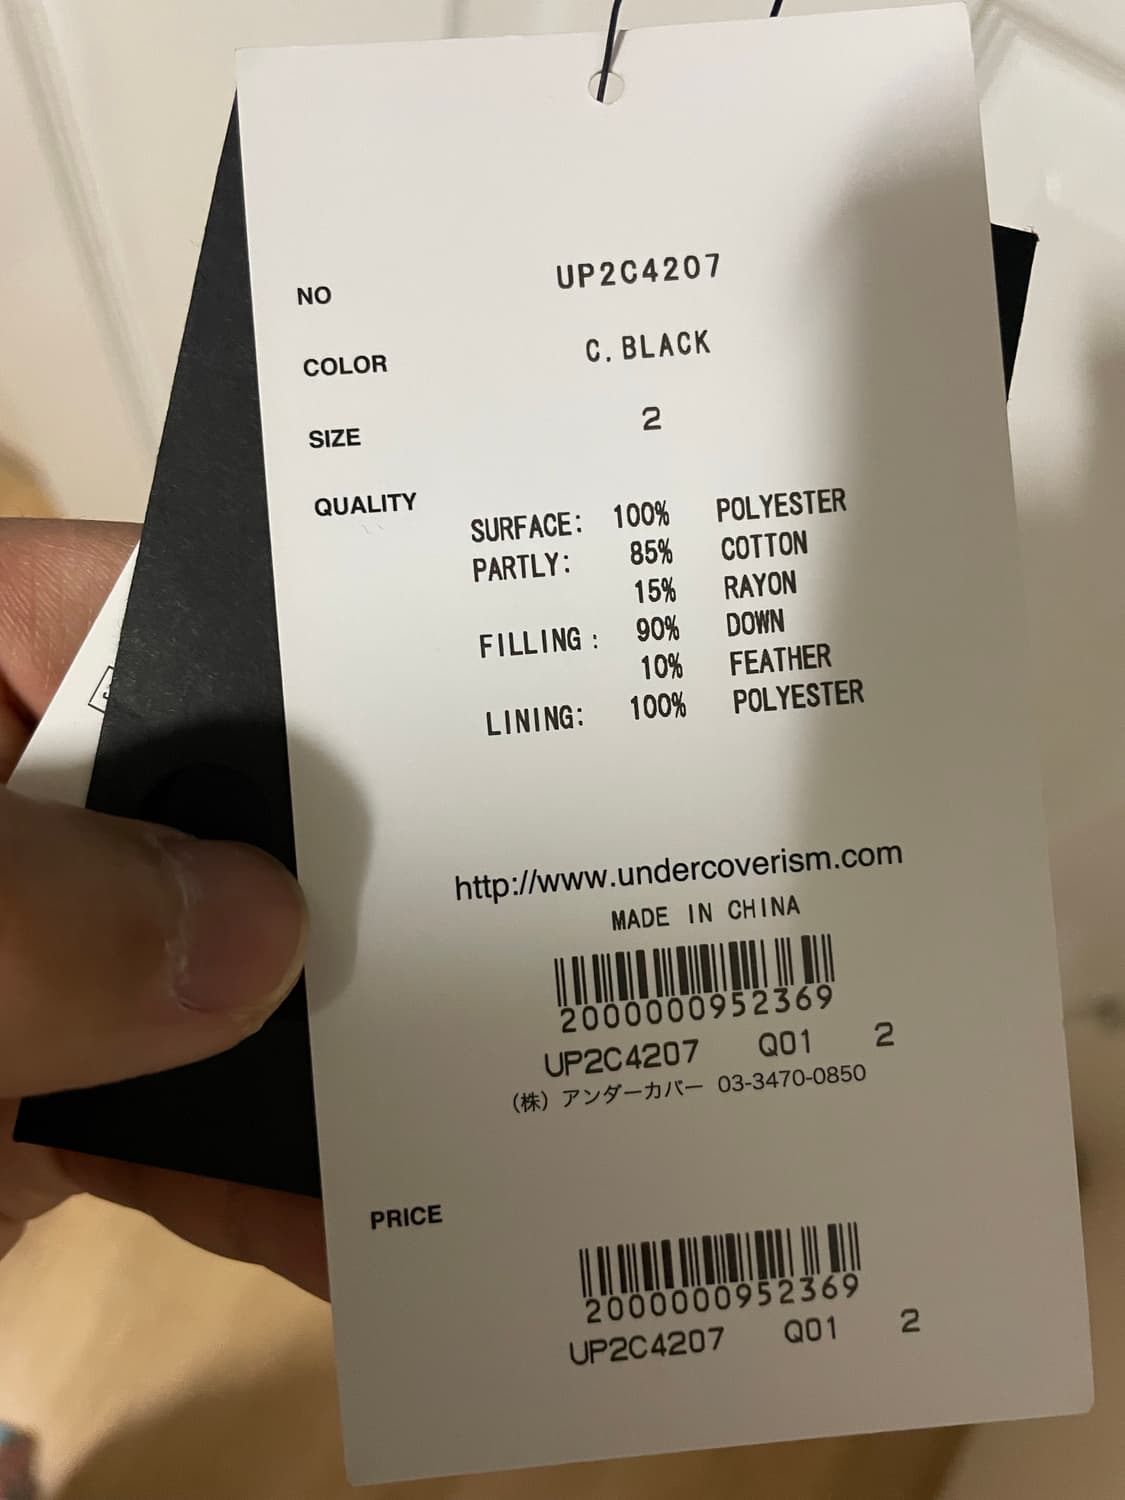 NO UP2C4207
COLOR C. BLACK
SIZE 2
QUALITY
SURFACE: 100% POLYESTER
PARTLY: 85% COTTON
15% RAYON
FILLING : 90% DOWN
10% FEATHER
LINING: 100% POLYESTER
http://www.undercoverism.com
MADE IN CHINA
2000000952369
UP2C4207 Q01 2
(株) アンダーカバー 03-3470-0850
PRICE
2000000952369
UP2C4207 Q01 2